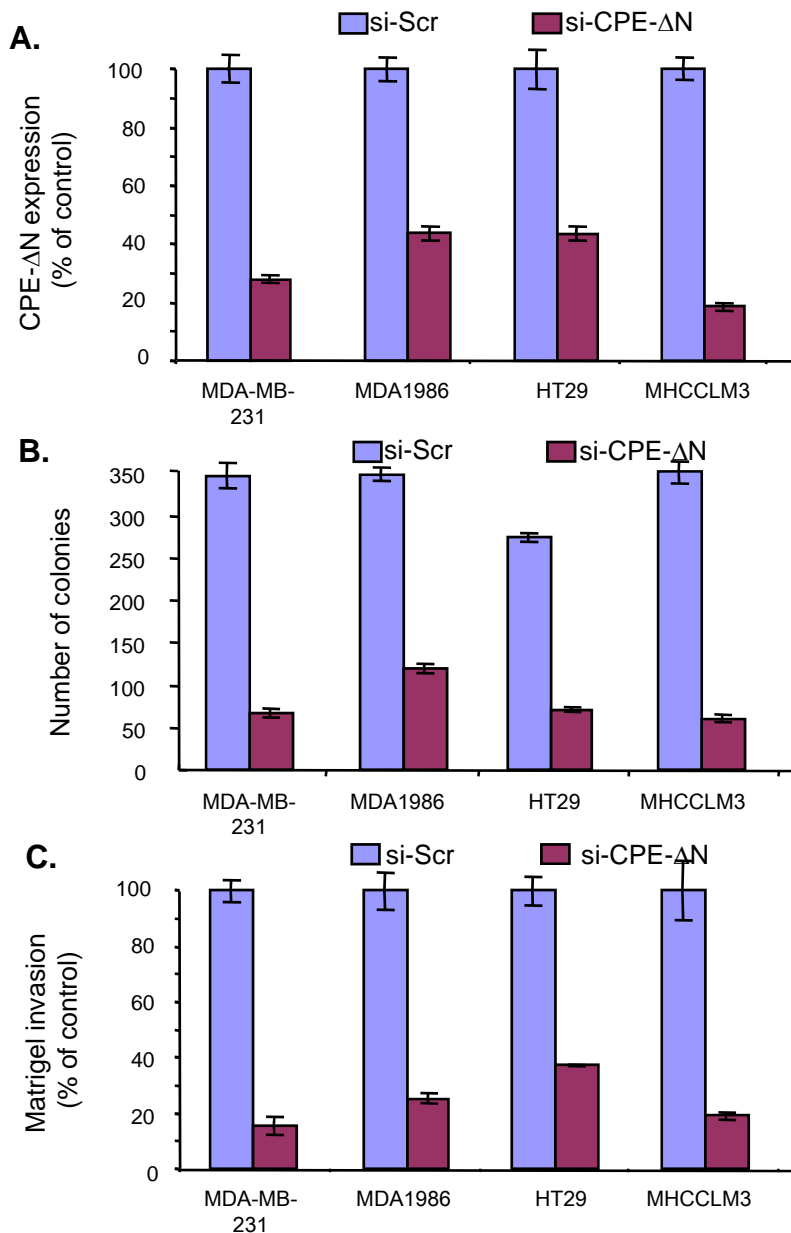 A.
si-Scr si-CPE-ΔN
CPE-ΔN expression
(% of control)
100
80
60
40
20
0
MDA-MB-
231
MDA1986
HT29
MHCCLM3
B.
si-Scr si-CPE-ΔN
Number of colonies
350
300
250
200
150
100
50
0
MDA-MB-
231
MDA1986
HT29
MHCCLM3
C.
si-Scr si-CPE-ΔN
Matrigel invasion
(% of control)
100
80
60
40
20
0
MDA-MB-
231
MDA1986
HT29
MHCCLM3